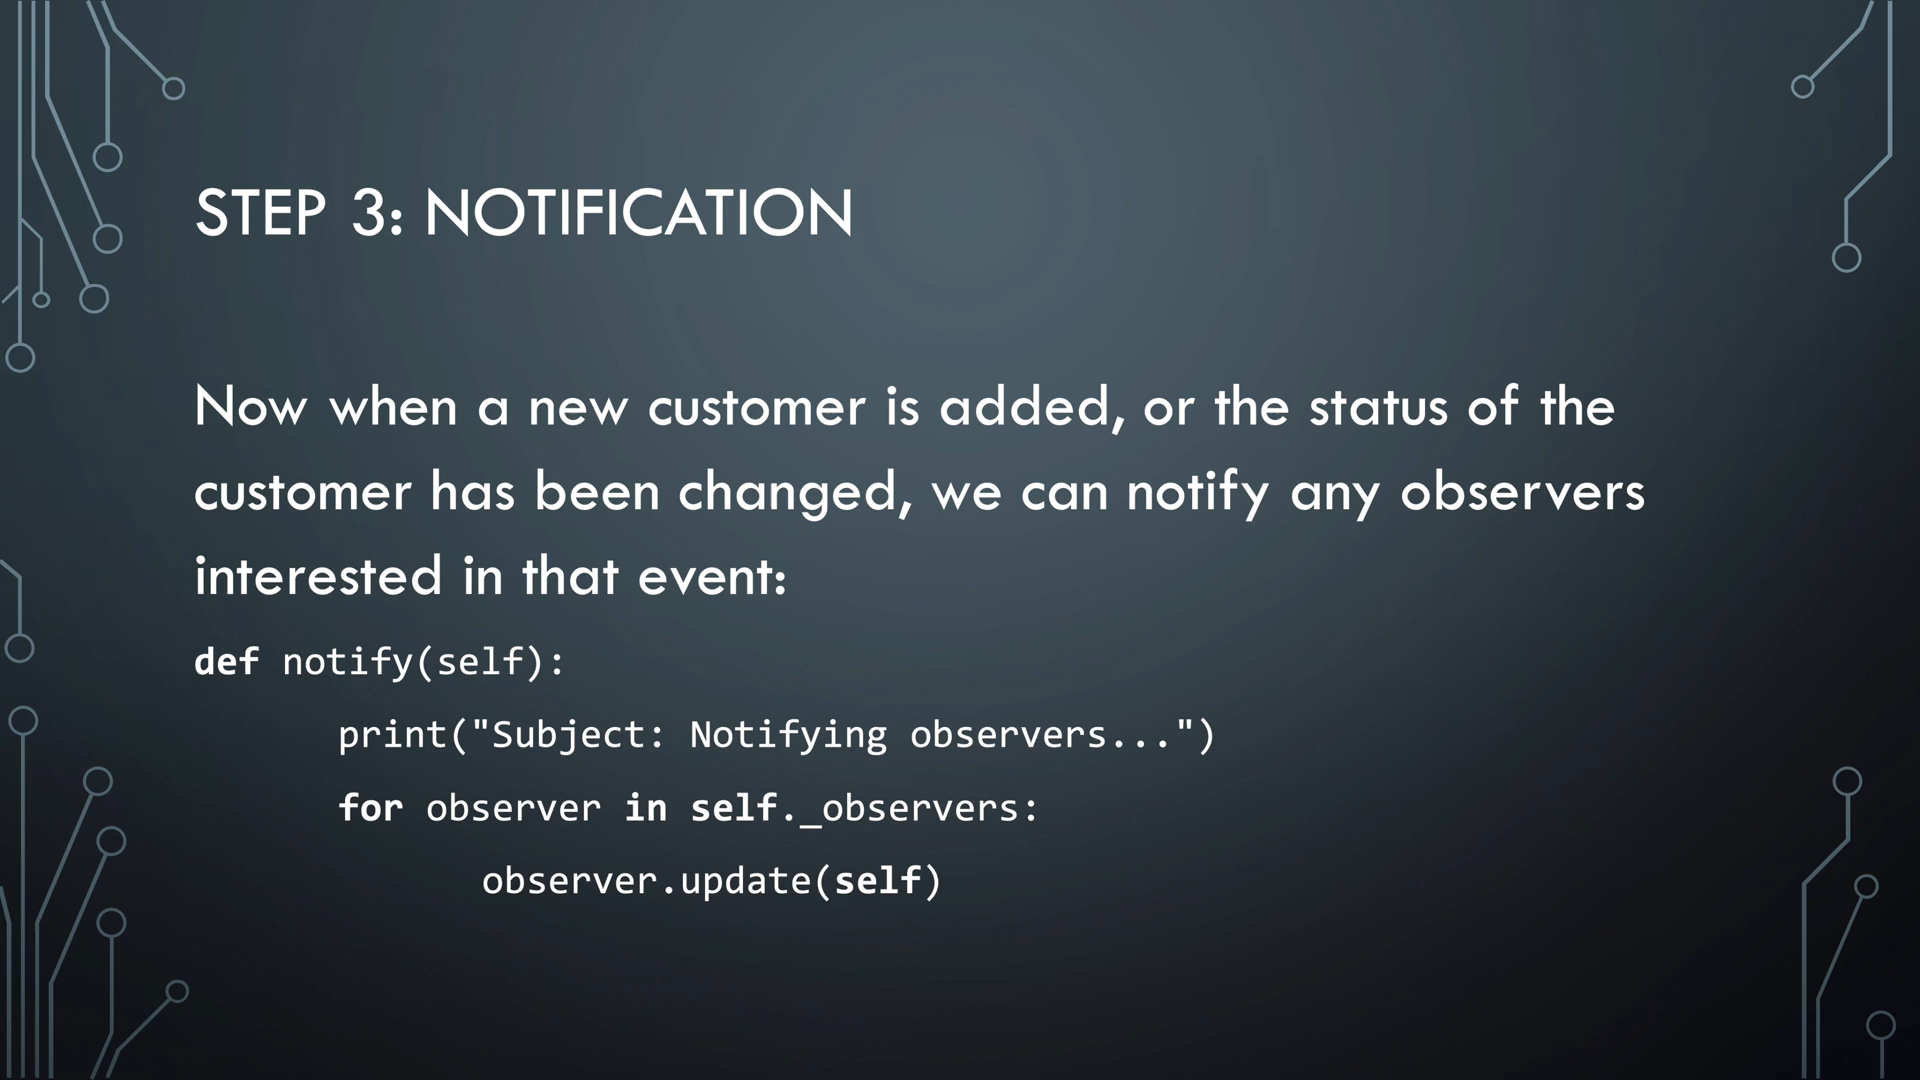 STEP 3: NOTIFICATION
Now when a new customer is added, or the status of the
customer has been changed, we can notify any observers
interested in that event:
def notify(self):
print("Subject: Notifying observers...")
for observer in self._observers:
observer.update(self)